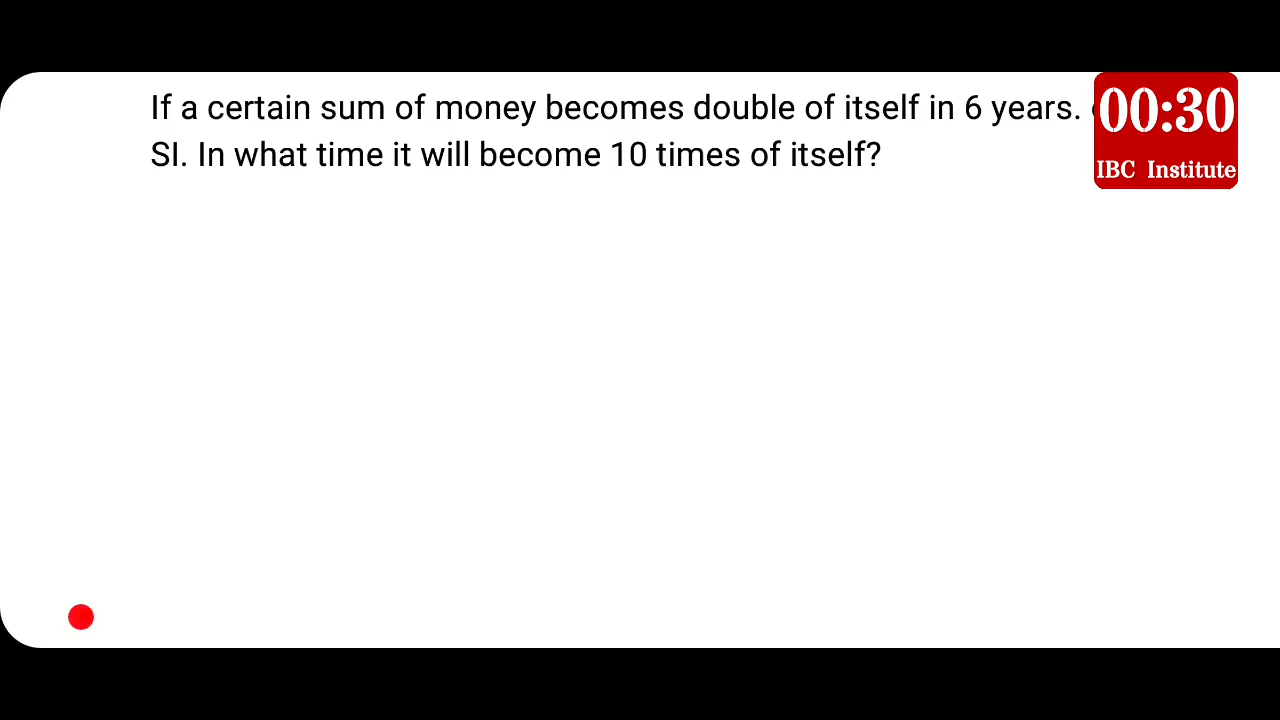 If a certain sum of money becomes double of itself in 6 years.
SI. In what time it will become 10 times of itself?
00:30
IBC Institute